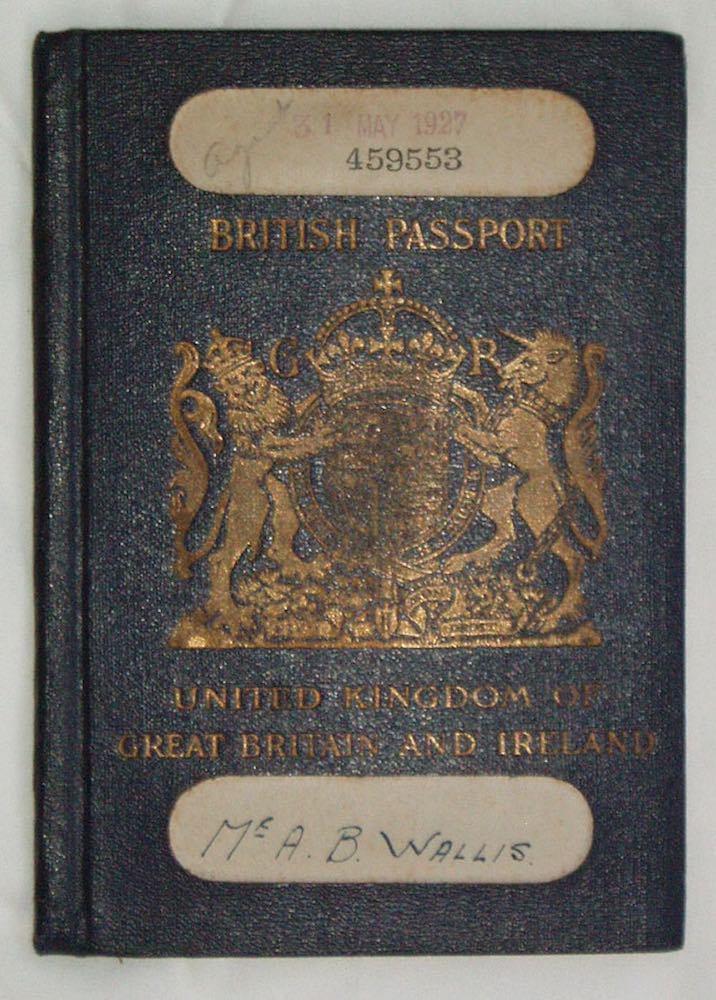 31 MAY 1927
459553
BRITISH PASSPORT
G R
UNITED KINGDOM OF
GREAT BRITAIN AND IRELAND
Mr A. B. WALLIS.